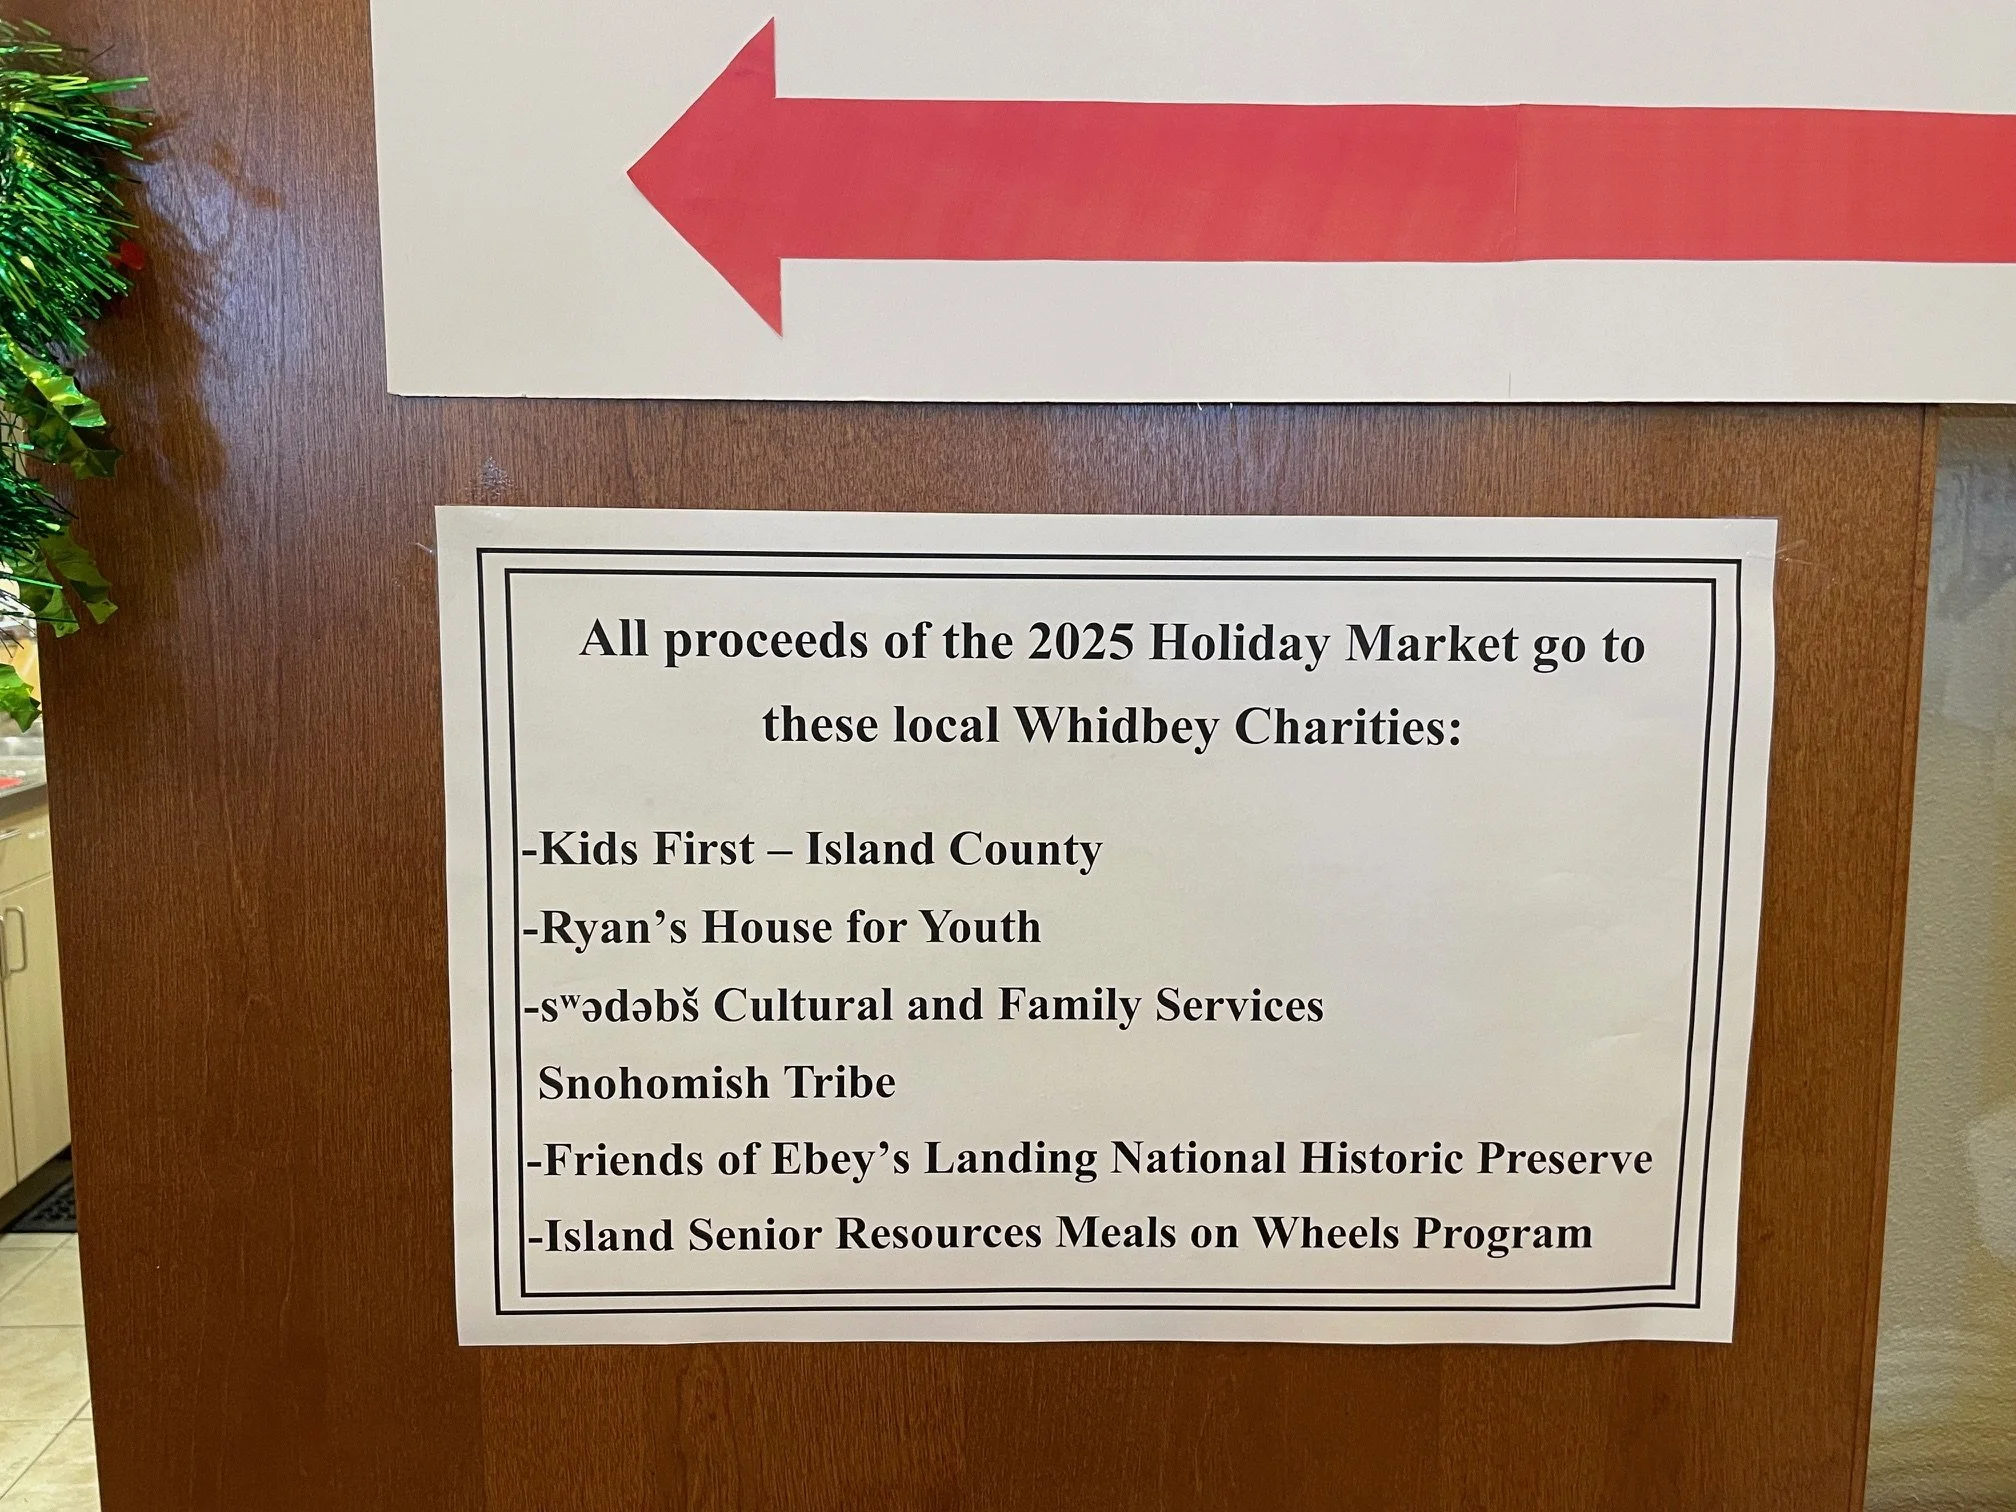 All proceeds of the 2025 Holiday Market go to
these local Whidbey Charities:
-Kids First – Island County
-Ryan’s House for Youth
-sʷədəbš Cultural and Family Services
Snohomish Tribe
-Friends of Ebey’s Landing National Historic Preserve
-Island Senior Resources Meals on Wheels Program